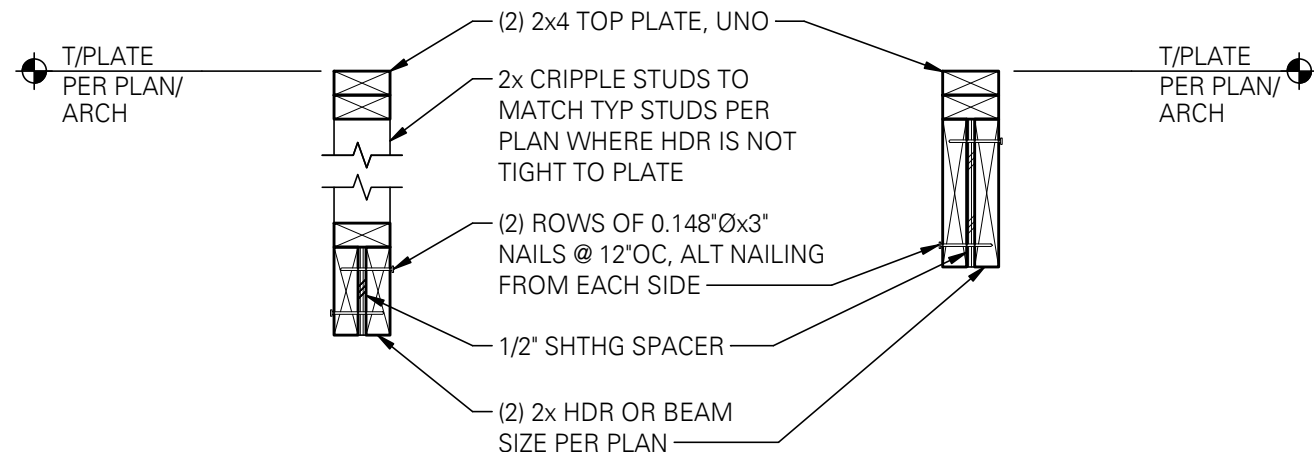 (2) 2x4 TOP PLATE, UNO
T/PLATE
PER PLAN/
ARCH
2x CRIPPLE STUDS TO
MATCH TYP STUDS PER
PLAN WHERE HDR IS NOT
TIGHT TO PLATE
T/PLATE
PER PLAN/
ARCH
(2) ROWS OF 0.148"Øx3"
NAILS @ 12"OC, ALT NAILING
FROM EACH SIDE
1/2" SHTHG SPACER
(2) 2x HDR OR BEAM
SIZE PER PLAN